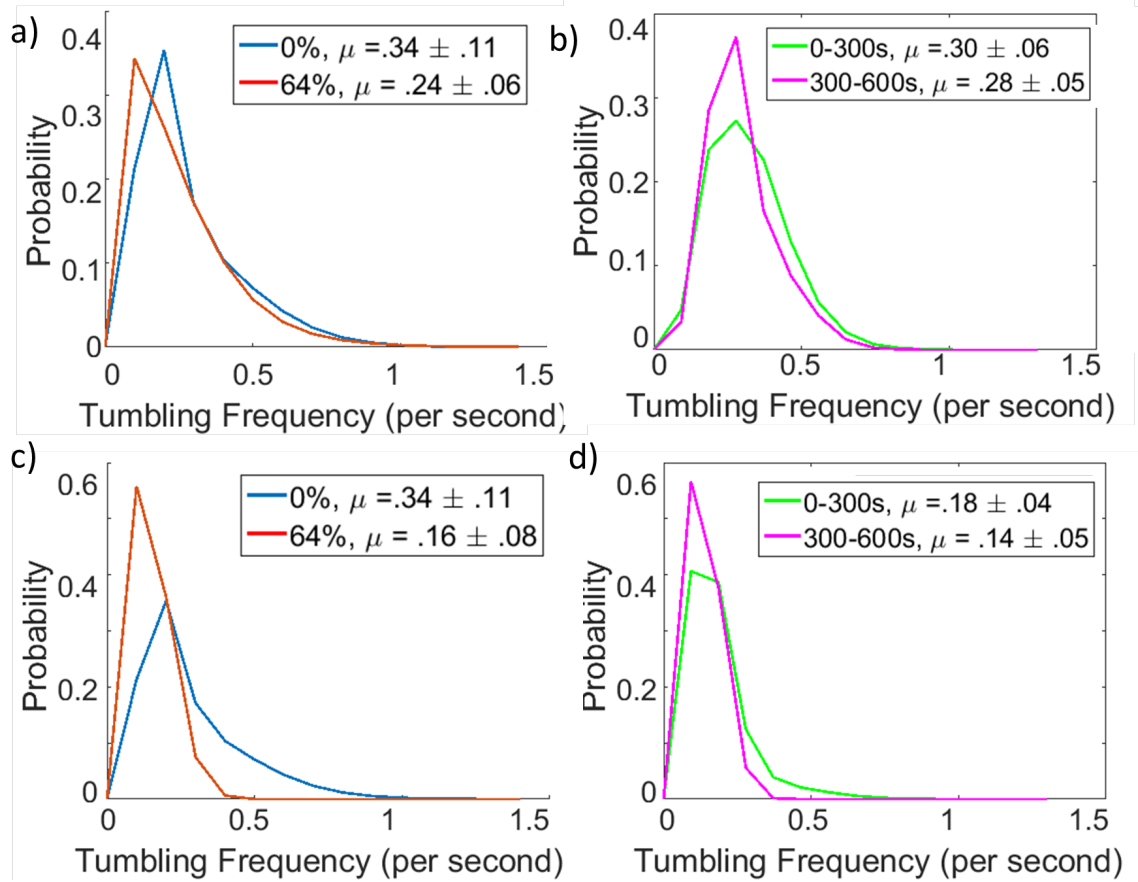 a)
0.4
0.3
0.2
0.1
0
Probability
0%, μ =.34 ± .11
64%, μ = .24 ± .06
0 0.5 1 1.5
Tumbling Frequency (per second)
b)
0.4
0.3
0.2
0.1
0
Probability
0-300s, μ =.30 ± .06
300-600s, μ = .28 ± .05
0 0.5 1 1.5
Tumbling Frequency (per second)
c)
0.6
0.4
0.2
0
Probability
0%, μ =.34 ± .11
64%, μ = .16 ± .08
0 0.5 1 1.5
Tumbling Frequency (per second)
d)
0.6
0.4
0.2
0
Probability
0-300s, μ =.18 ± .04
300-600s, μ = .14 ± .05
0 0.5 1 1.5
Tumbling Frequency (per second)